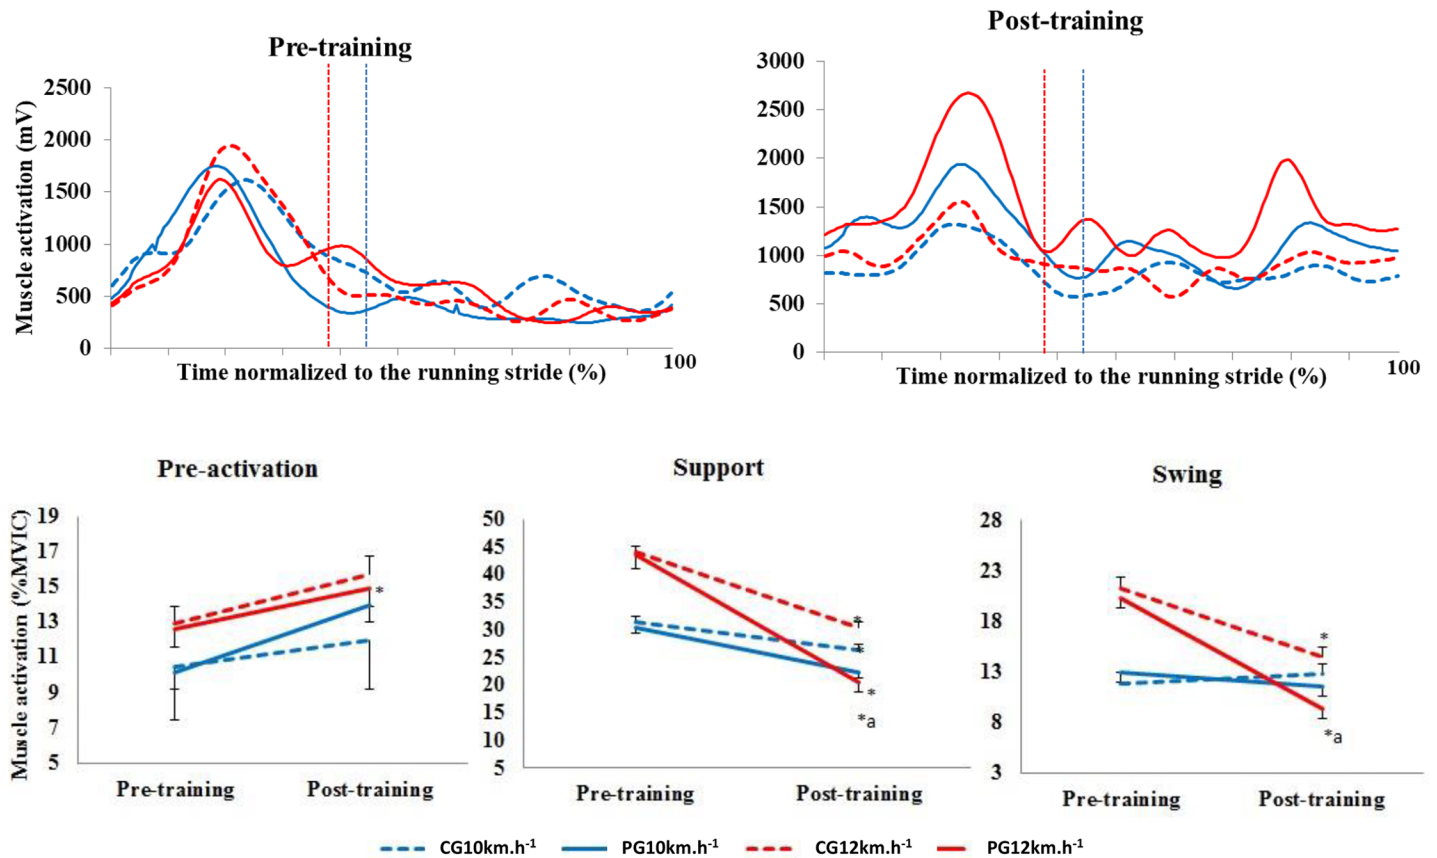 Pre-training
Post-training
Muscle activation (mV)
2500
2000
1500
1000
500
0
100
Time normalized to the running stride (%)
3000
2500
2000
1500
1000
500
0
100
Time normalized to the running stride (%)
Pre-activation
Support
Swing
Muscle activation (%MVIC)
19
17
15
13
11
9
7
5
*
Pre-training
Post-training
50
45
40
35
30
25
20
15
10
5
*
*
*
*a
Pre-training
Post-training
28
23
18
13
8
3
*
*a
Pre-training
Post-training
CG10km.h-1
PG10km.h-1
CG12km.h-1
PG12km.h-1